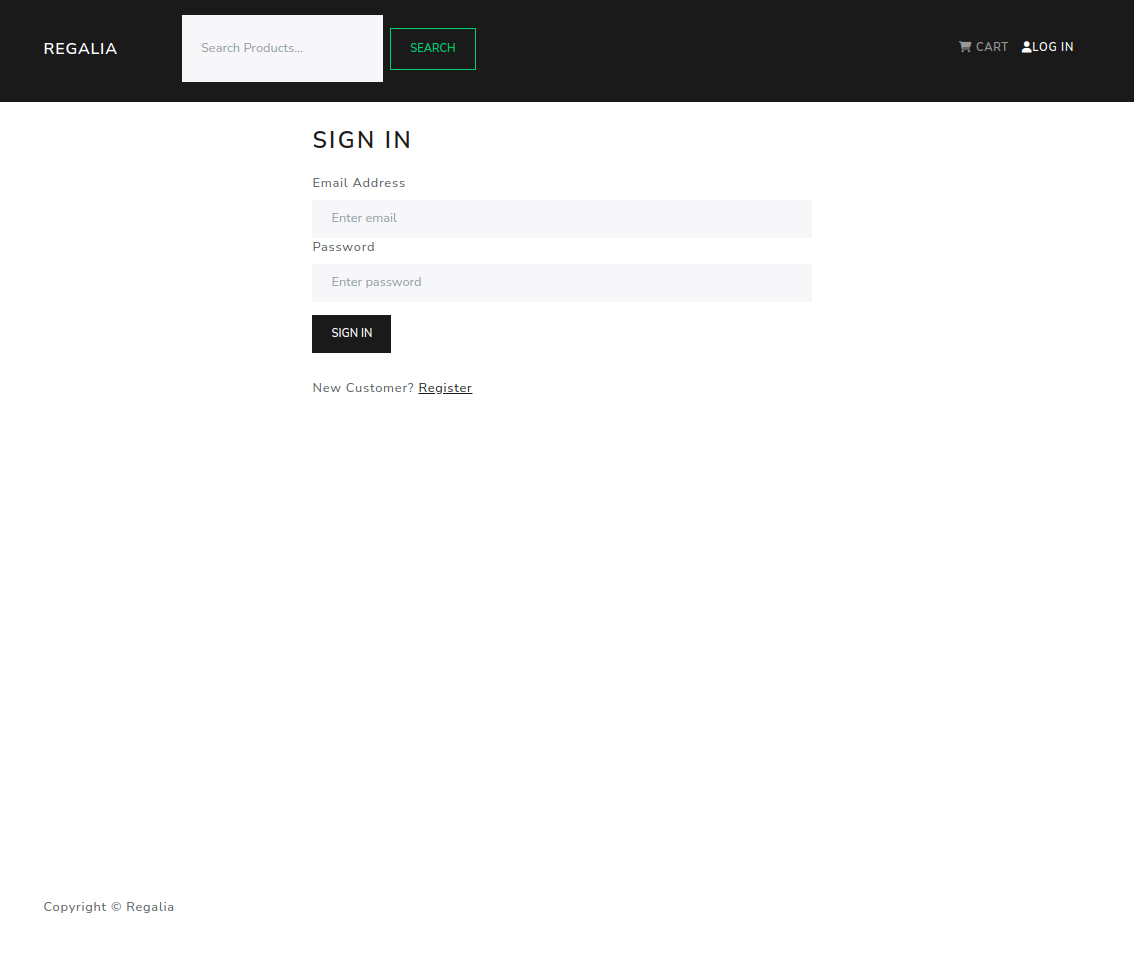 REGALIA
Search Products...
SEARCH
CART
LOG IN
SIGN IN
Email Address
Enter email
Password
Enter password
SIGN IN
New Customer? Register
Copyright © Regalia